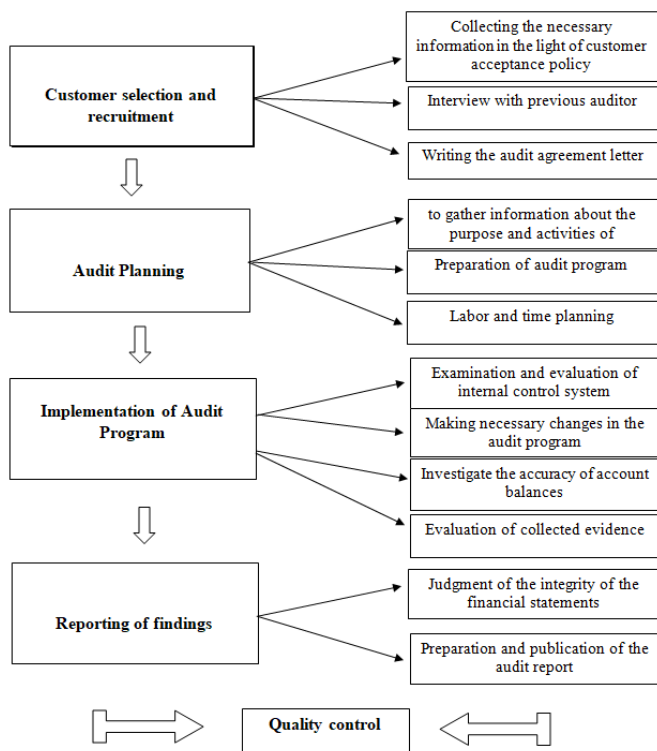 Collecting the necessary
information in the light of customer
acceptance policy
Customer selection and
recruitment
Interview with previous auditor
Writing the audit agreement letter
to gather information about the
purpose and activities of
Audit Planning
Preparation of audit program
Labor and time planning
Examination and evaluation of
internal control system
Implementation of Audit
Program
Making necessary changes in the
audit program
Investigate the accuracy of account
balances
Evaluation of collected evidence
Judgment of the integrity of the
financial statements
Reporting of findings
Preparation and publication of the
audit report
Quality control